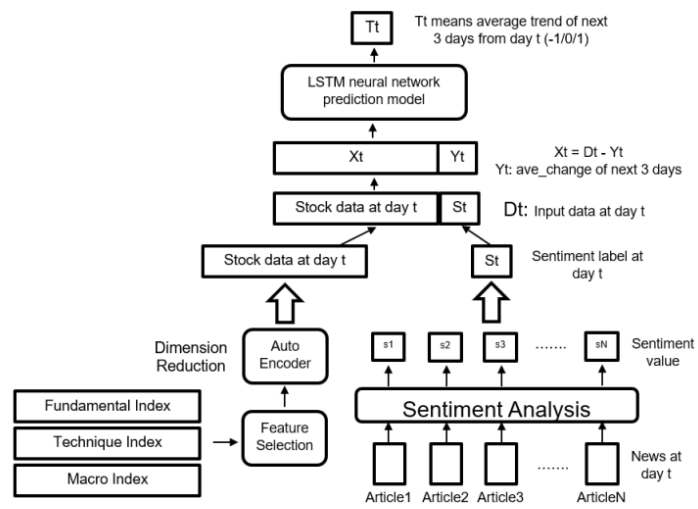 Tt
Tt means average trend of next
3 days from day t (-1/0/1)
LSTM neural network
prediction model
Xt
Yt
Xt = Dt - Yt
Yt: ave_change of next 3 days
Stock data at day t
St
Dt: Input data at day t
Stock data at day t
St
Sentiment label at
day t
Dimension
Reduction
Auto
Encoder
s1
s2
s3
.......
sN
Sentiment
value
Fundamental Index
Technique Index
Macro Index
Feature
Selection
Sentiment Analysis
.......
News at
day t
Article1
Article2
Article3
ArticleN